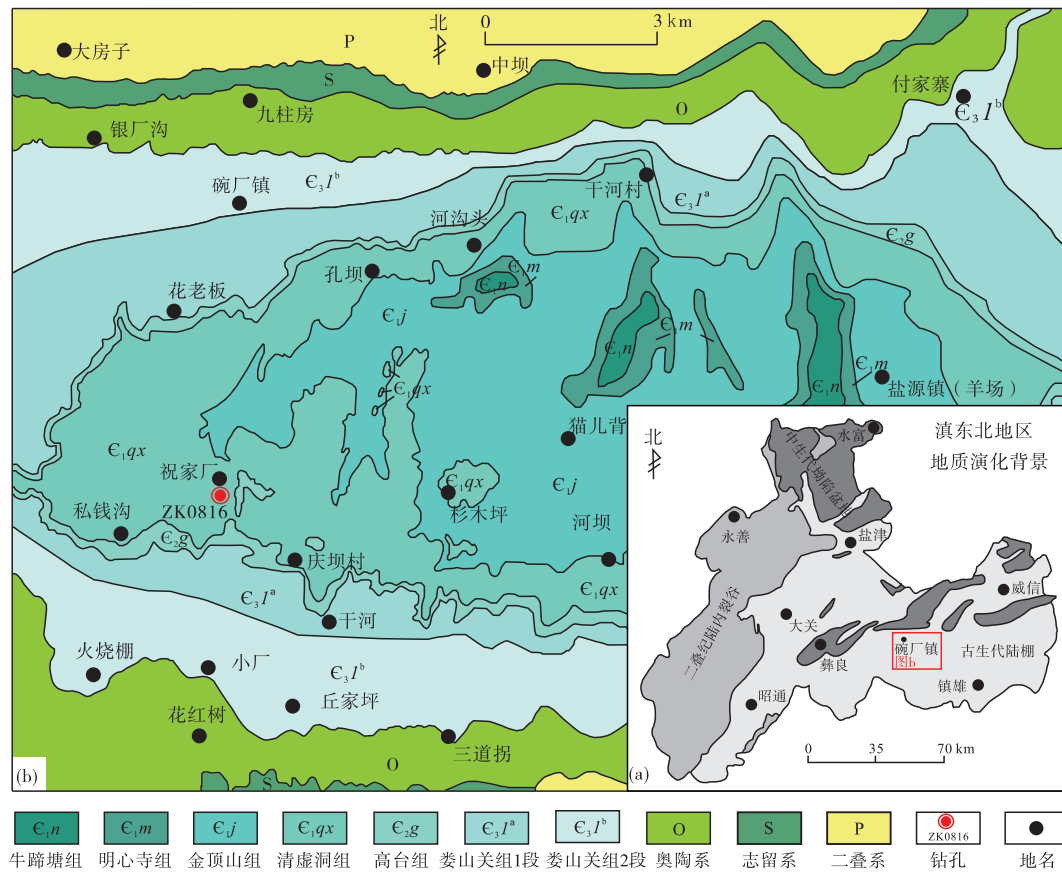 大房子
P
北
0 3 km
中坝
S
九柱房
付家寨
银厂沟
O
Є₃lᵇ
碗厂镇
Є₃lᵇ
干河村
Є₃lᵃ
Є₁qx
河沟头
Є₂g
孔坝
Є₁m
Є₁n
花老板
Є₁j
Є₁m
Є₁n
Є₁m
Є₁n
盐源镇（羊场）
Є₁qx
猫儿背
Є₁qx
祝家厂
ZK0816
Є₁qx
杉木坪
Є₁j
私钱沟
Є₂g
河坝
庆坝村
Є₁qx
Є₃lᵃ
干河
火烧棚
小厂
Є₃lᵇ
丘家坪
花红树
三道拐
O
S
(b)
北
滇东北地区
地质演化背景
水富
中生代坳陷盆地
永善
盐津
二叠纪陆内裂谷
威信
大关
彝良
碗厂镇
图b
古生代陆棚
镇雄
昭通
0 35 70 km
(a)
Є₁n Є₁m Є₁j Є₁qx Є₂g Є₃lᵃ Є₃lᵇ O S P ZK0816
牛蹄塘组 明心寺组 金顶山组 清虚洞组 高台组 娄山关组1段 娄山关组2段 奥陶系 志留系 二叠系 钻孔 地名